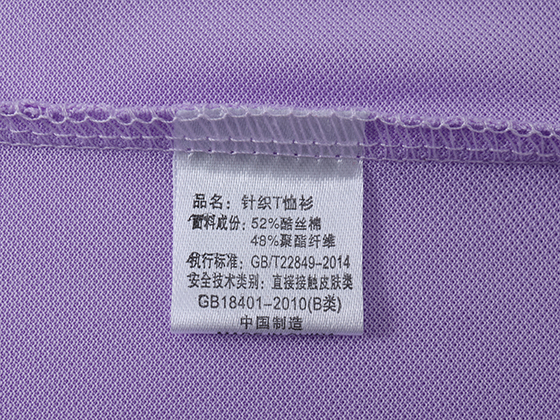 品名：针织T恤衫
面料成份：52%酷丝棉
48%聚酯纤维
执行标准：GB/T22849-2014
安全技术类别：直接接触皮肤类
GB18401-2010(B类)
中国制造